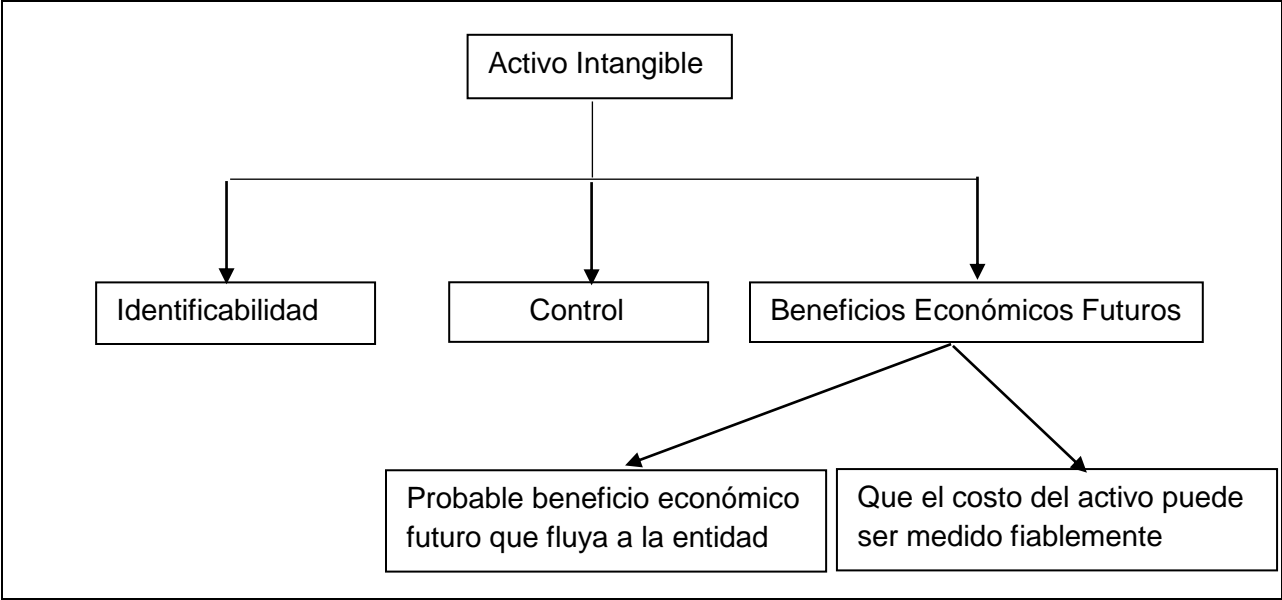 Activo Intangible
Identificabilidad
Control
Beneficios Económicos Futuros
Probable beneficio económico
futuro que fluya a la entidad
Que el costo del activo puede
ser medido fiablemente